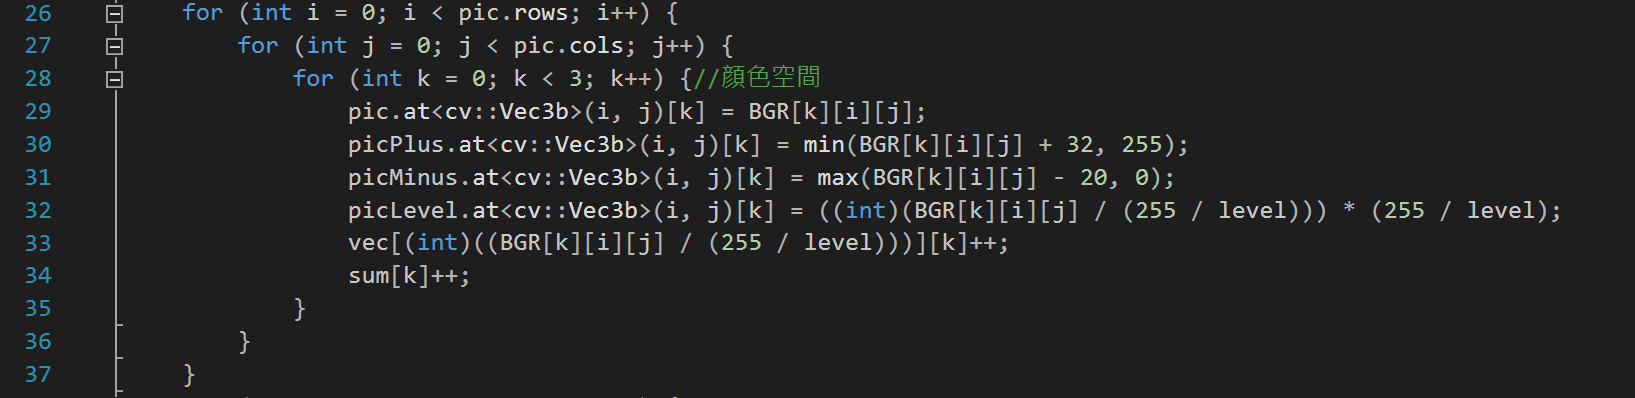 26 for (int i = 0; i < pic.rows; i++) {
27 for (int j = 0; j < pic.cols; j++) {
28 for (int k = 0; k < 3; k++) {//顔色空間
29 pic.at<cv::Vec3b>(i, j)[k] = BGR[k][i][j];
30 picPlus.at<cv::Vec3b>(i, j)[k] = min(BGR[k][i][j] + 32, 255);
31 picMinus.at<cv::Vec3b>(i, j)[k] = max(BGR[k][i][j] - 20, 0);
32 picLevel.at<cv::Vec3b>(i, j)[k] = ((int)(BGR[k][i][j] / (255 / level))) * (255 / level);
33 vec[(int)((BGR[k][i][j] / (255 / level)))][k]++;
34 sum[k]++;
35 }
36 }
37 }